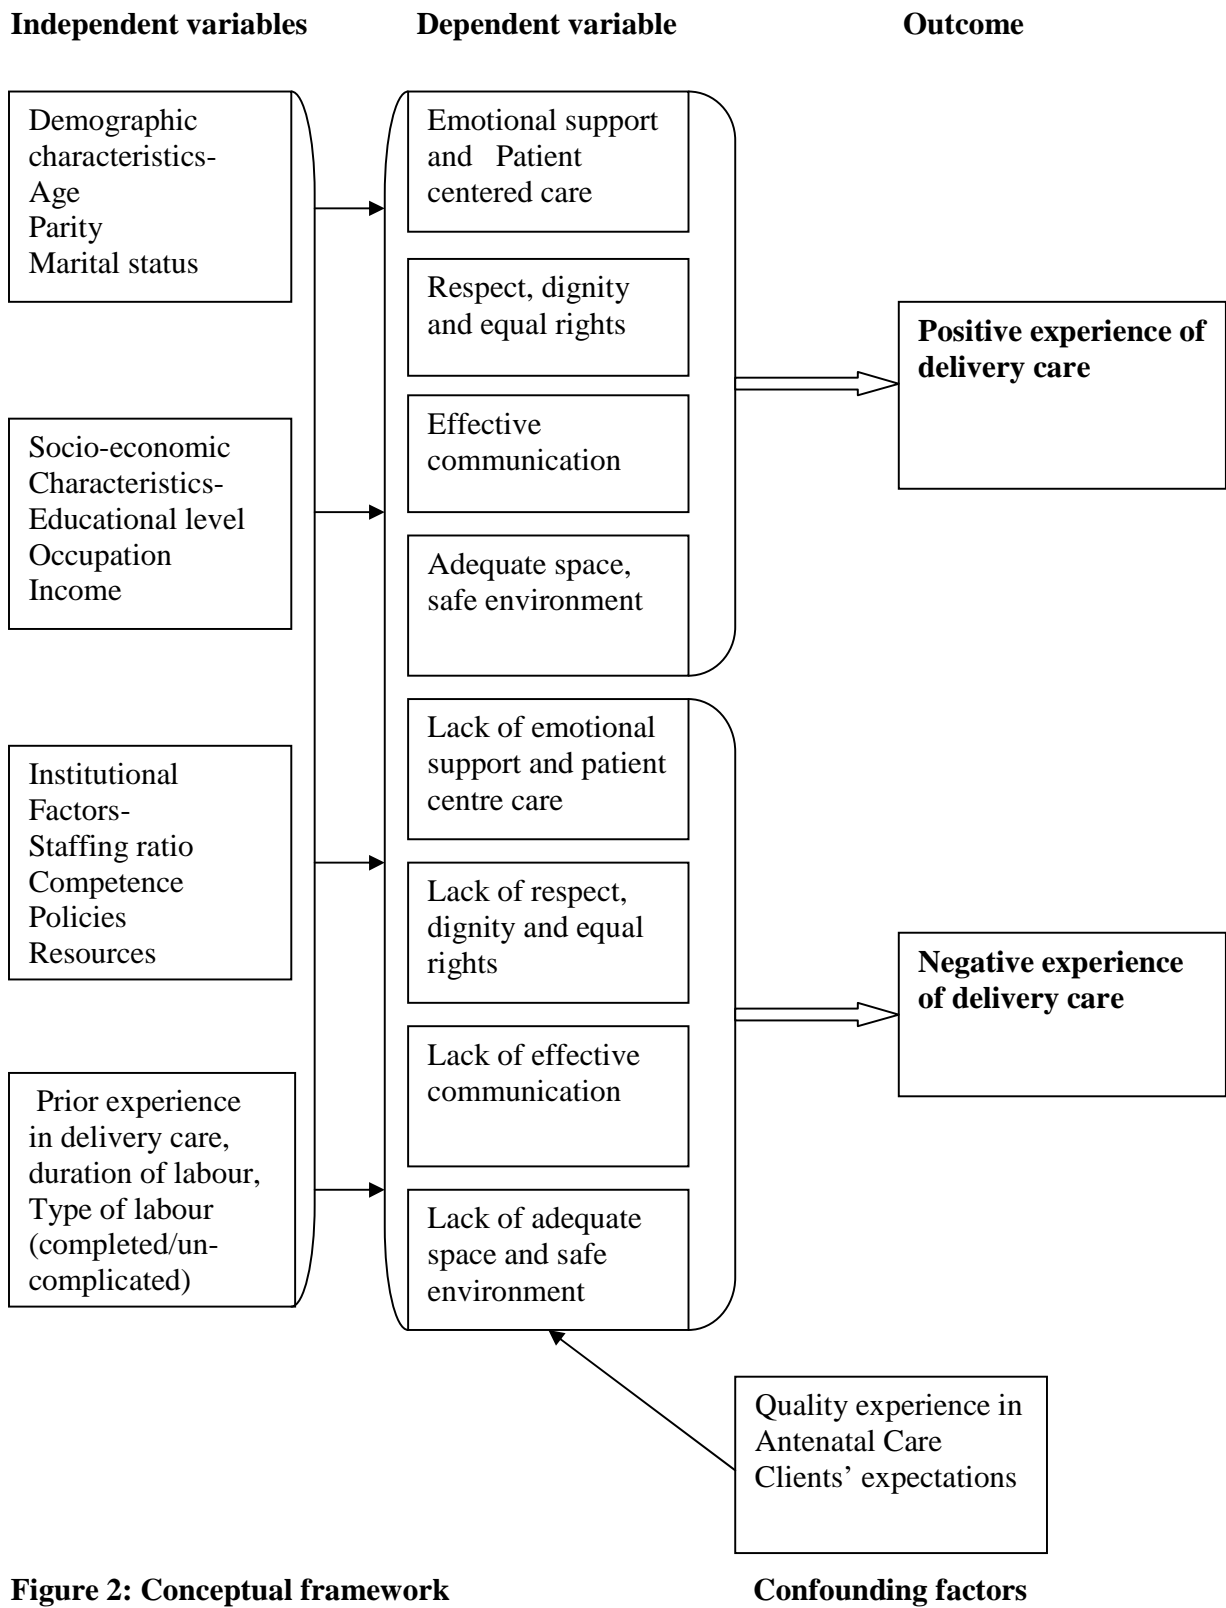 Independent variables
Dependent variable
Outcome
Demographic
characteristics-
Age
Parity
Marital status
Socio-economic
Characteristics-
Educational level
Occupation
Income
Institutional
Factors-
Staffing ratio
Competence
Policies
Resources
Prior experience
in delivery care,
duration of labour,
Type of labour
(completed/un-
complicated)
Emotional support
and Patient
centered care
Respect, dignity
and equal rights
Effective
communication
Adequate space,
safe environment
Lack of emotional
support and patient
centre care
Lack of respect,
dignity and equal
rights
Lack of effective
communication
Lack of adequate
space and safe
environment
Positive experience of
delivery care
Negative experience
of delivery care
Quality experience in
Antenatal Care
Clients’ expectations
Figure 2: Conceptual framework
Confounding factors